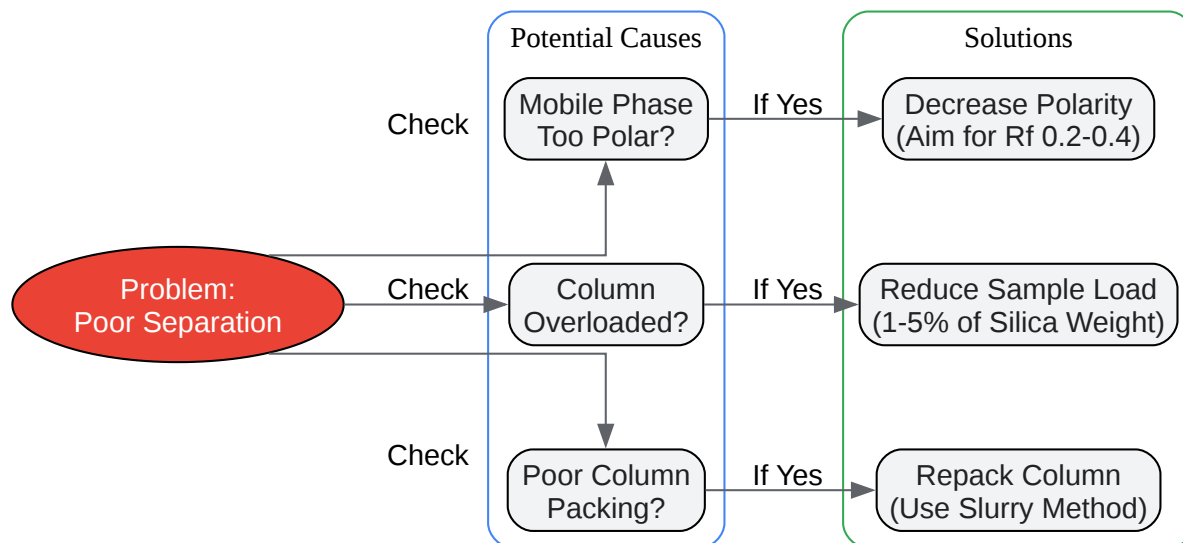 Potential Causes
Solutions
Check
Mobile Phase
Too Polar?
If Yes
Decrease Polarity
(Aim for Rf 0.2-0.4)
Problem:
Poor Separation
Check
Column
Overloaded?
If Yes
Reduce Sample Load
(1-5% of Silica Weight)
Check
Poor Column
Packing?
If Yes
Repack Column
(Use Slurry Method)